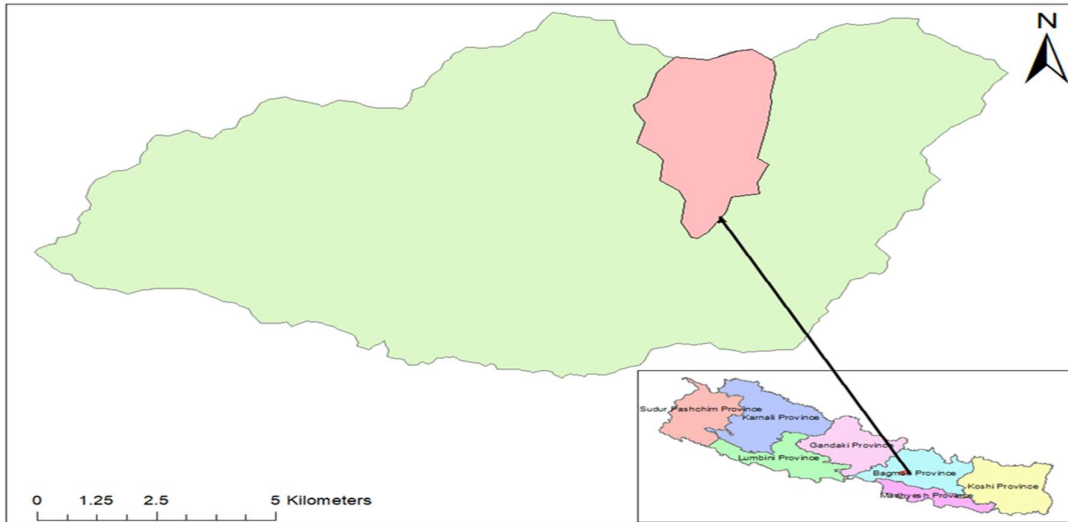 N
Sudur Pashchim Province
Karnali Province
Gandaki Province
Lumbini Province
Province
Koshi Province
Province
0 1.25 2.5 5 Kilometers